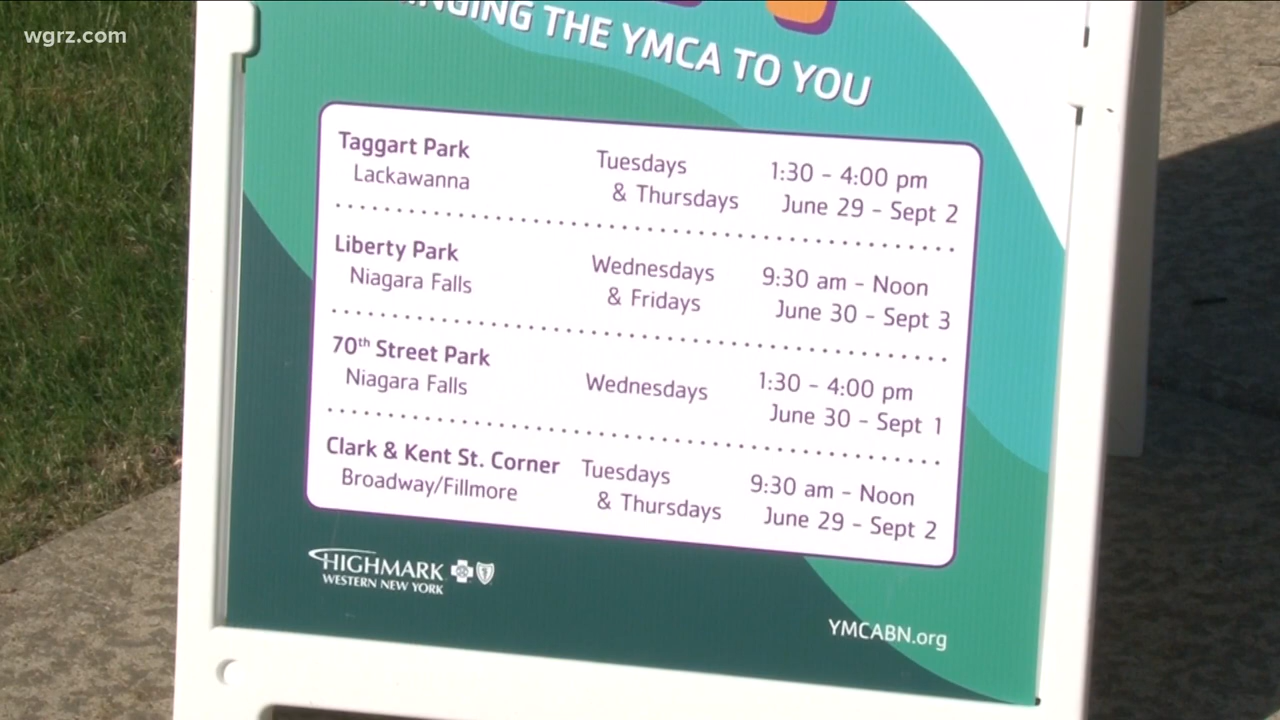 wgrz.com
THE YMCA TO YOU
Taggart Park
Lackawanna
Tuesdays
& Thursdays
1:30 - 4:00 pm
June 29 - Sept 2
Liberty Park
Niagara Falls
Wednesdays
& Fridays
9:30 am - Noon
June 30 - Sept 3
70th Street Park
Niagara Falls
Wednesdays
1:30 - 4:00 pm
June 30 - Sept 1
Clark & Kent St. Corner
Broadway/Fillmore
Tuesdays
& Thursdays
9:30 am - Noon
June 29 - Sept 2
HIGHMARK
WESTERN NEW YORK
YMCABN.org